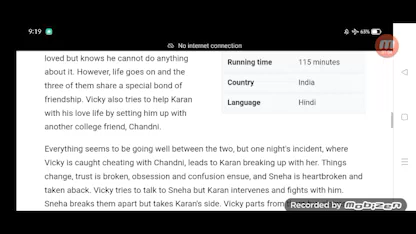 9:19
63%
No internet connection
loved but knows he cannot do anything
about it. However, life goes on and the
three of them share a special bond of
friendship. Vicky also tries to help Karan
with his love life by setting him up with
another college friend, Chandni.
Running time 115 minutes
Country India
Language Hindi
Everything seems to be going well between the two, but one night's incident, where
Vicky is caught cheating with Chandni, leads to Karan breaking up with her. Things
change, trust is broken, obsession and confusion ensue, and Sneha is heartbroken and
taken aback. Vicky tries to talk to Sneha but Karan intervenes and fights with him.
Sneha breaks them apart but takes Karan's side. Vicky parts from
Recorded by Mobizen